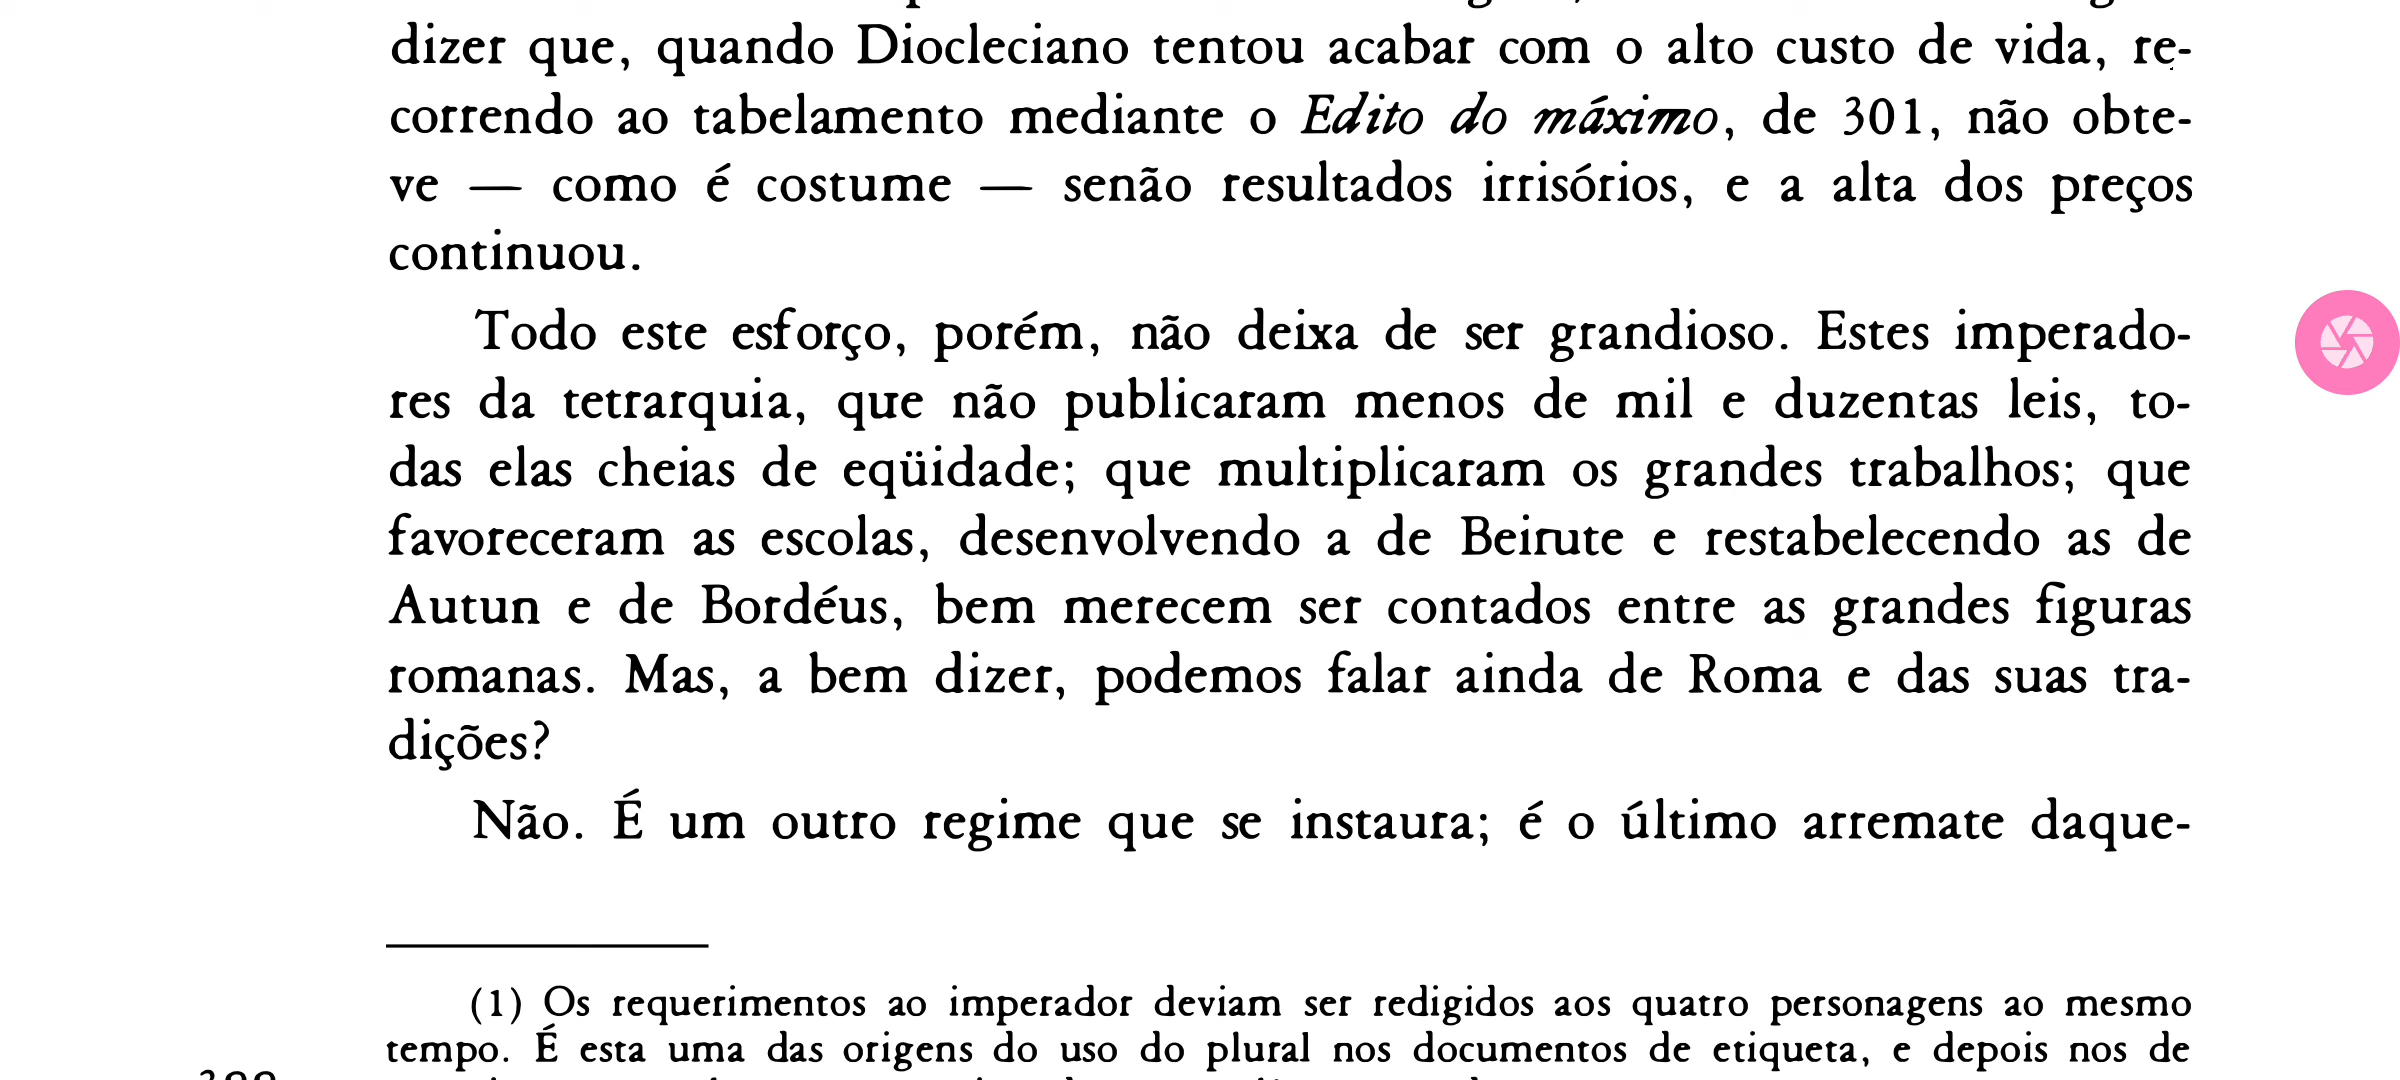 dizer que, quando Diocleciano tentou acabar com o alto custo de vida, re-
correndo ao tabelamento mediante o Edito do máximo, de 301, não obte-
ve — como é costume — senão resultados irrisórios, e a alta dos preços
continuou.
Todo este esforço, porém, não deixa de ser grandioso. Estes imperado-
res da tetrarquia, que não publicaram menos de mil e duzentas leis, to-
das elas cheias de eqüidade; que multiplicaram os grandes trabalhos; que
favoreceram as escolas, desenvolvendo a de Beirute e restabelecendo as de
Autun e de Bordéus, bem merecem ser contados entre as grandes figuras
romanas. Mas, a bem dizer, podemos falar ainda de Roma e das suas tra-
dições?
Não. É um outro regime que se instaura; é o último arremate daque-
(1) Os requerimentos ao imperador deviam ser redigidos aos quatro personagens ao mesmo
tempo. É esta uma das origens do uso do plural nos documentos de etiqueta, e depois nos de